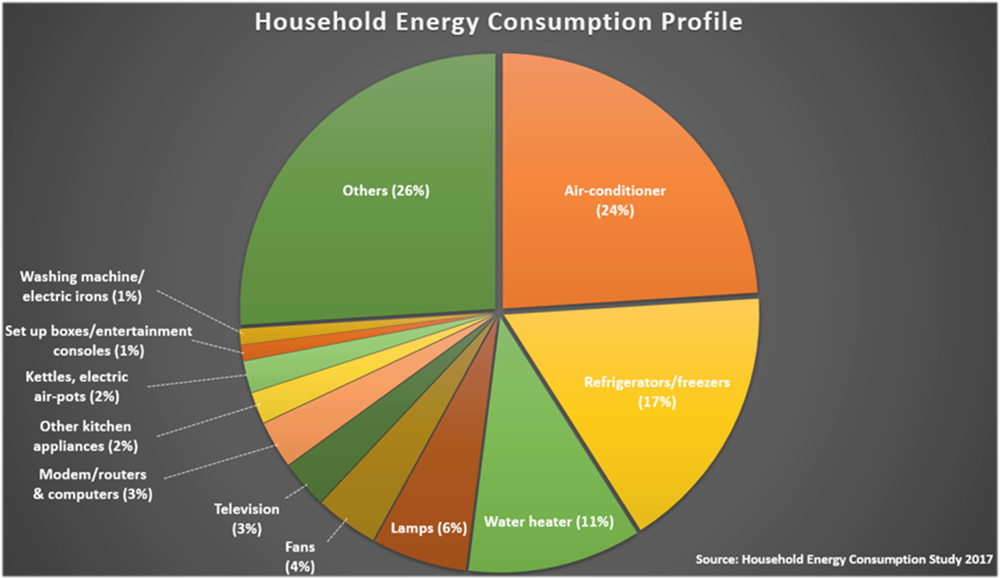 Household Energy Consumption Profile
Others (26%)
Air-conditioner
(24%)
Washing machine/
electric irons (1%)
Set up boxes/entertainment
consoles (1%)
Kettles, electric
air-pots (2%)
Other kitchen
appliances (2%)
Modem/routers
& computers (3%)
Television
(3%)
Fans
(4%)
Lamps (6%)
Water heater (11%)
Refrigerators/freezers
(17%)
Source: Household Energy Consumption Study 2017